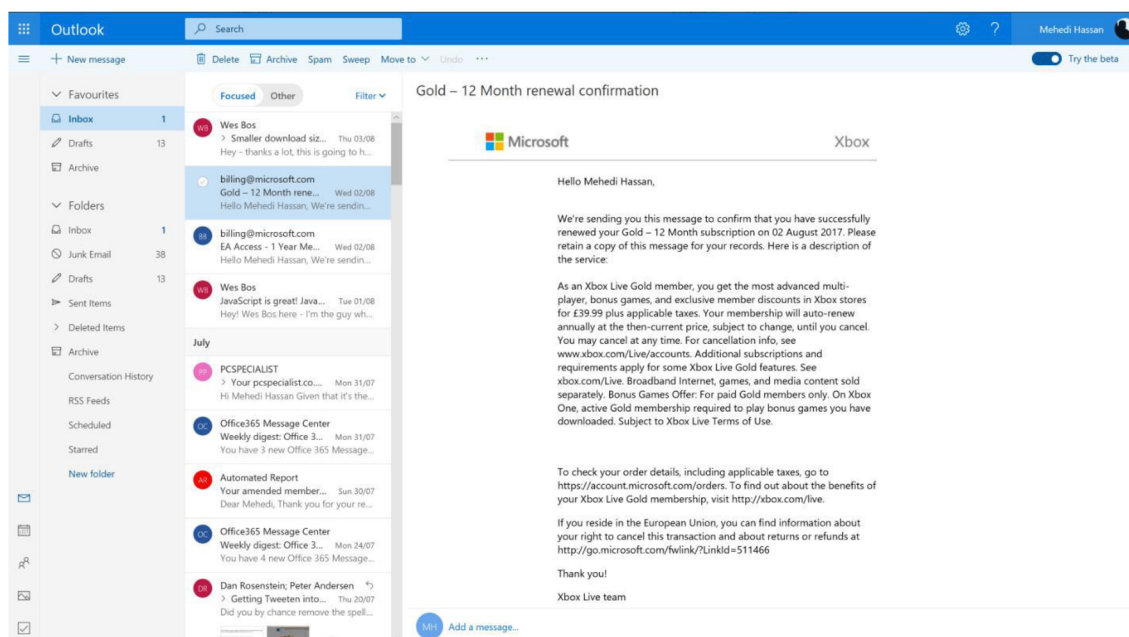 Outlook
Search
Mehedi Hassan
New message
Delete
Archive
Spam
Sweep
Move to
Undo
Try the beta
Favourites
Inbox 1
Drafts 13
Archive
Folders
Inbox 1
Junk Email 38
Drafts 13
Sent Items
Deleted Items
Archive
Conversation History
RSS Feeds
Scheduled
Starred
New folder
Focused
Other
Filter
WB
Wes Bos
> Smaller download siz... Thu 03/08
Hey - thanks a lot, this is going to h...
billing@microsoft.com
Gold – 12 Month rene... Wed 02/08
Hello Mehedi Hassan, We're sendin...
BB
billing@microsoft.com
EA Access - 1 Year Me... Wed 02/08
Hello Mehedi Hassan, We're sendin...
WB
Wes Bos
JavaScript is great! Java... Tue 01/08
Hey! Wes Bos here - I'm the guy wh...
July
PP
PCSPECIALIST
> Your pcspecialist.co.... Mon 31/07
Hi Mehedi Hassan Given that it's the...
OC
Office365 Message Center
Weekly digest: Office 3... Mon 31/07
You have 3 new Office 365 Message...
AR
Automated Report
Your amended member... Sun 30/07
Dear Mehedi, Thank you for your re...
OC
Office365 Message Center
Weekly digest: Office 3... Mon 24/07
You have 4 new Office 365 Message...
DR
Dan Rosenstein; Peter Andersen
> Getting Tweeten into... Thu 20/07
Did you by chance remove the spell...
Gold – 12 Month renewal confirmation
Microsoft
Xbox
Hello Mehedi Hassan,
We're sending you this message to confirm that you have successfully
renewed your Gold – 12 Month subscription on 02 August 2017. Please
retain a copy of this message for your records. Here is a description of
the service:
As an Xbox Live Gold member, you get the most advanced multi-
player, bonus games, and exclusive member discounts in Xbox stores
for £39.99 plus applicable taxes. Your membership will auto-renew
annually at the then-current price, subject to change, until you cancel.
You may cancel at any time. For cancellation info, see
www.xbox.com/Live/accounts. Additional subscriptions and
requirements apply for some Xbox Live Gold features. See
xbox.com/Live. Broadband Internet, games, and media content sold
separately. Bonus Games Offer: For paid Gold members only. On Xbox
One, active Gold membership required to play bonus games you have
downloaded. Subject to Xbox Live Terms of Use.
To check your order details, including applicable taxes, go to
https://account.microsoft.com/orders. To find out about the benefits of
your Xbox Live Gold membership, visit http://xbox.com/live.
If you reside in the European Union, you can find information about
your right to cancel this transaction and about returns or refunds at
http://go.microsoft.com/fwlink/?LinkId=511466
Thank you!
Xbox Live team
MH
Add a message...